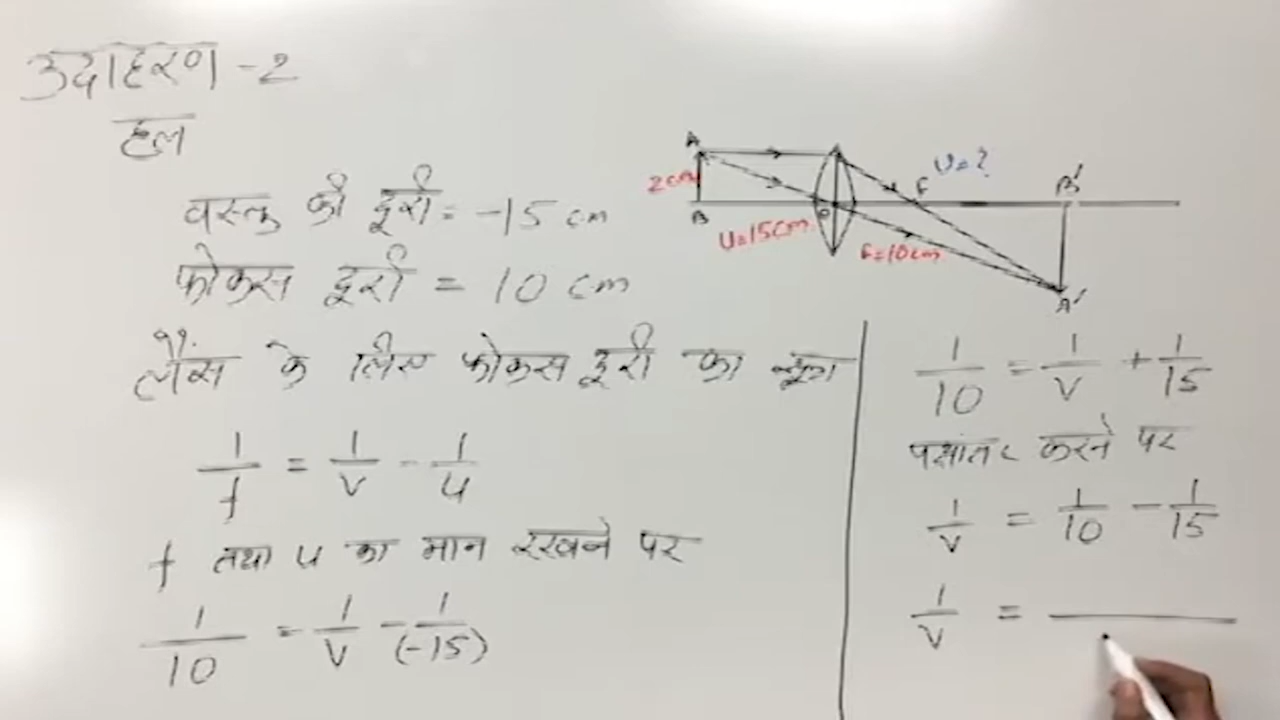 उदाहरण -2
हल
वस्तु की दूरी = -15 cm
फोकस दूरी = 10 cm
लैंस के लिए फोकस दूरी का सूत्र
1/f = 1/v - 1/u
f तथा u का मान रखने पर
1/10 = 1/v - 1/(-15)
A
2cm
B
U=15cm
O
F
U=?
F=10cm
B'
A'
1/10 = 1/v + 1/15
पक्षांतर करने पर
1/v = 1/10 - 1/15
1/v =